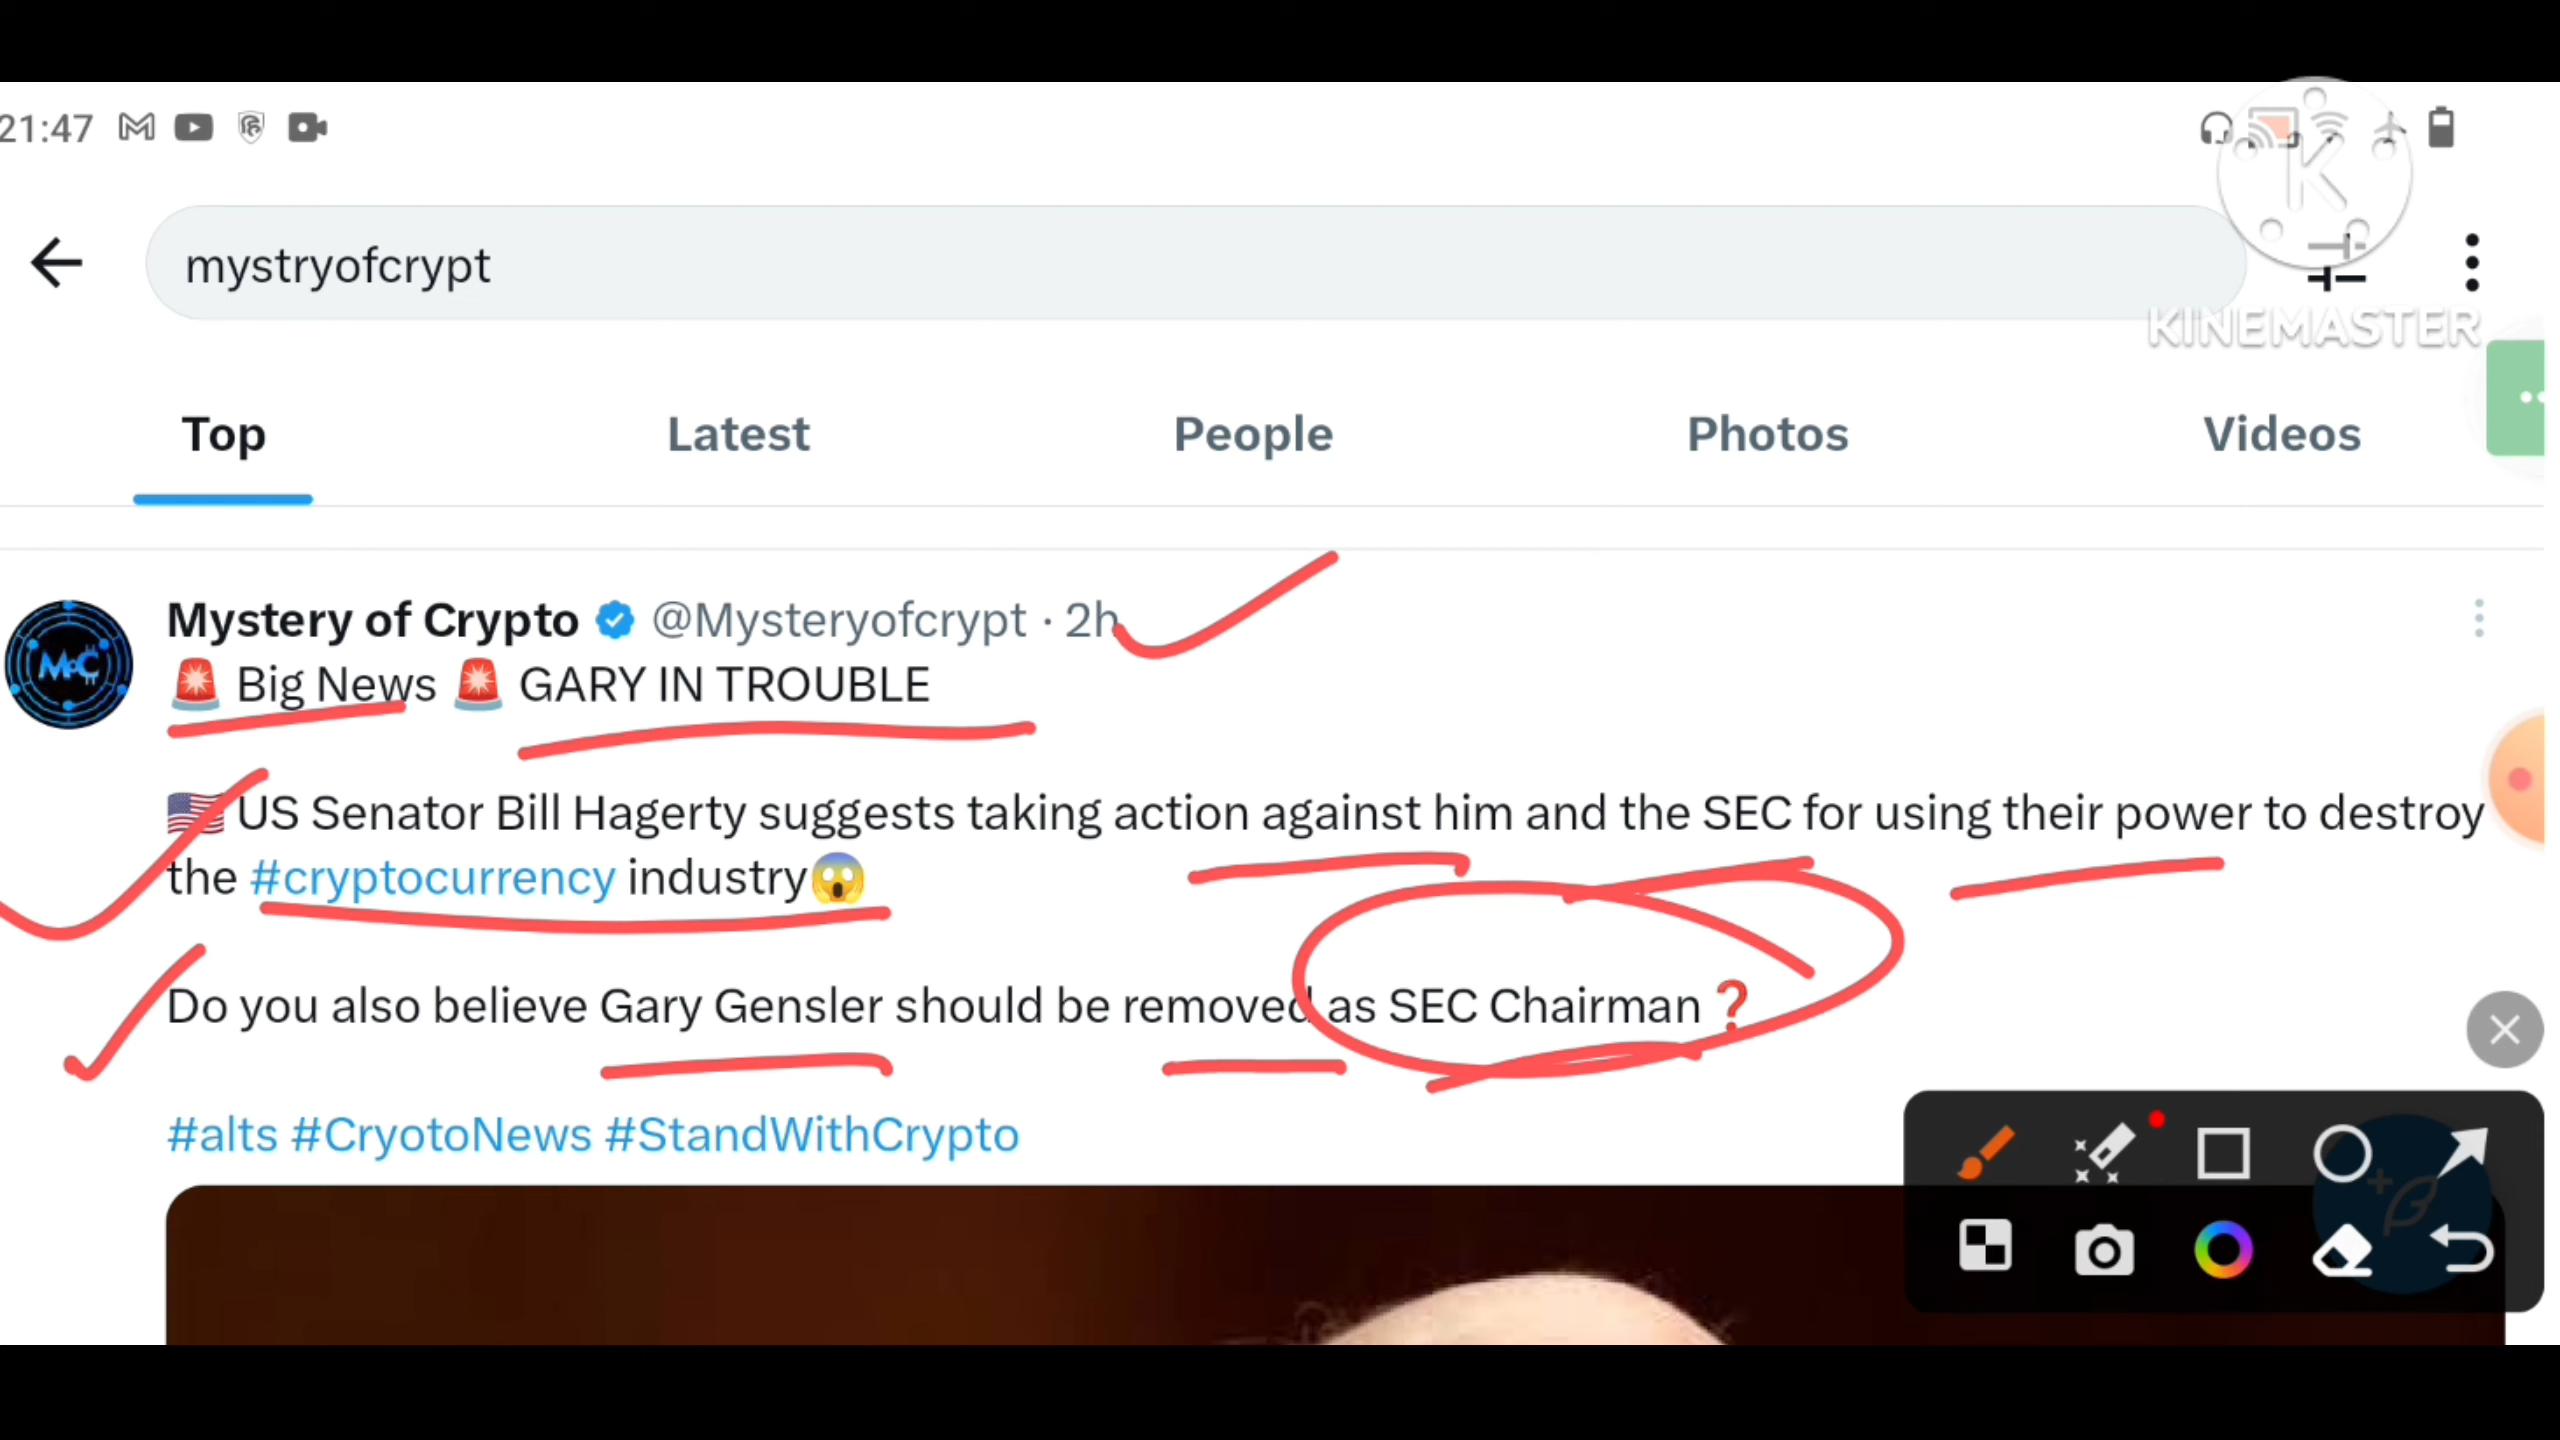 21:47
mystryofcrypt
KINEMASTER
Top Latest People Photos Videos
Mystery of Crypto @Mysteryofcrypt · 2h
🚨 Big News 🚨 GARY IN TROUBLE
🇺🇸 US Senator Bill Hagerty suggests taking action against him and the SEC for using their power to destroy
the #cryptocurrency industry😱
Do you also believe Gary Gensler should be removed as SEC Chairman ❓
#alts #CryotoNews #StandWithCrypto
MoC
K